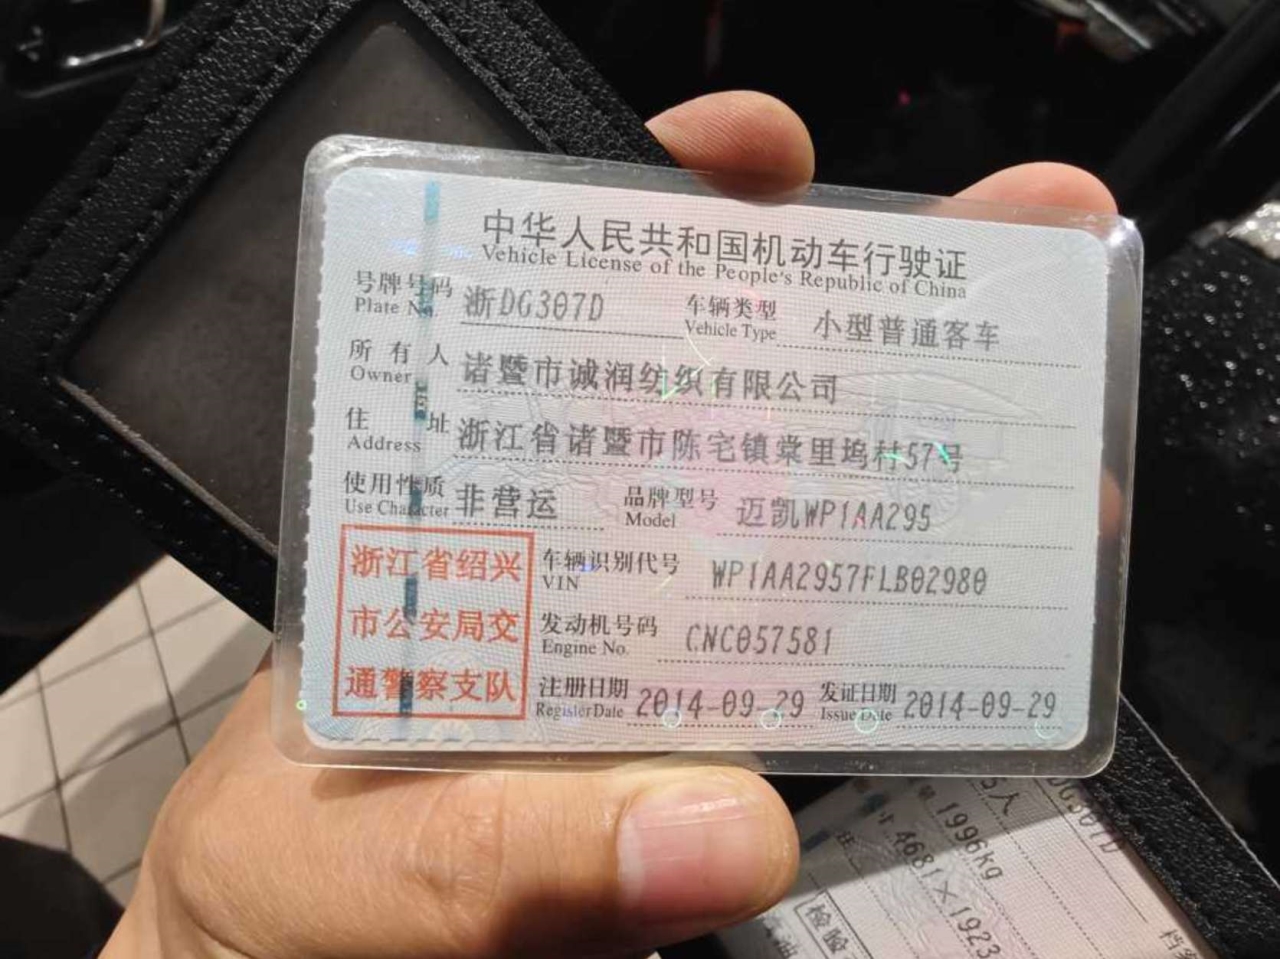 中华人民共和国机动车行驶证
Vehicle License of the People's Republic of China
号牌号码 浙DG307D 车辆类型 小型普通客车
Plate No. Vehicle Type
所有人 诸暨市诚润纺织有限公司
Owner
住址 浙江省诸暨市陈宅镇棠里坞村57号
Address
使用性质 非营运 品牌型号 迈凯WP1AA295
Use Character Model
浙江省绍兴
市公安局交
通警察支队
车辆识别代号 WP1AA2957FLB02980
VIN
发动机号码 CNC057581
Engine No.
注册日期 2014-09-29 发证日期 2014-09-29
Register Date Issue Date
DG307D
5人
1996kg
4681×1923
检验